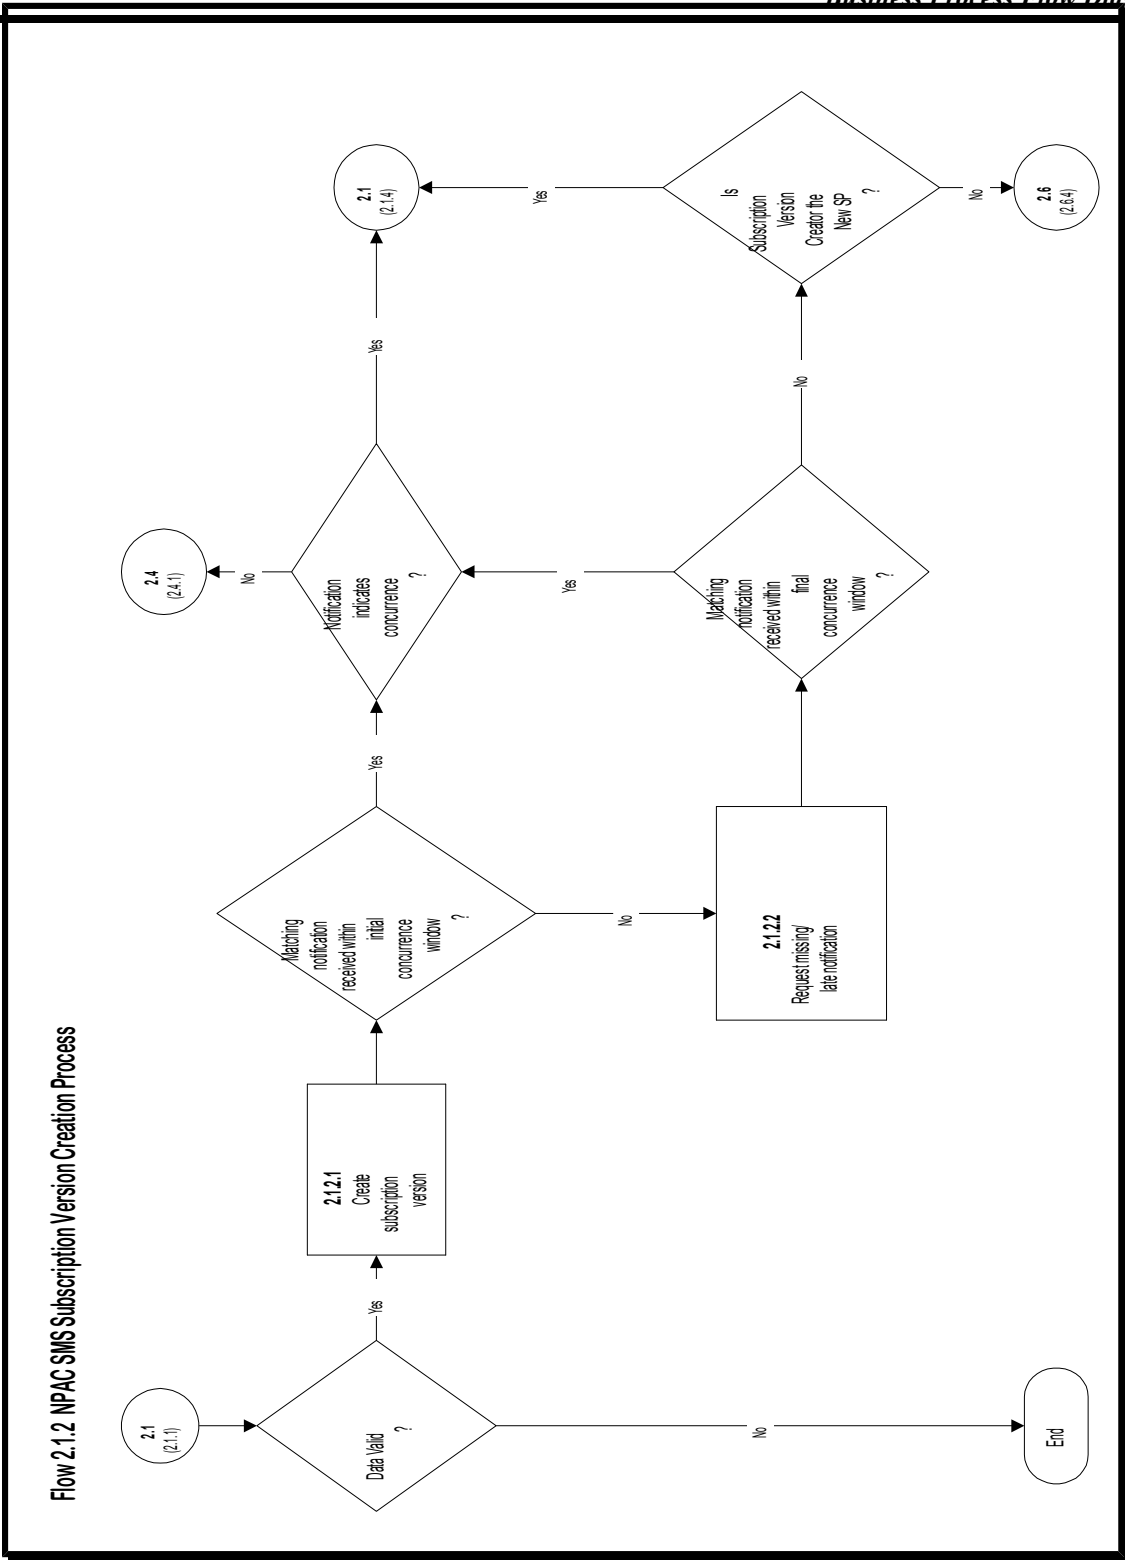 Flow 2.1.2 NPAC SMS Subscription Version Creation Process
2.1
(2.1.1)
Data Valid
?
Yes
No
End
2.1.2.1
Create
subscription
version
Matching
notification
received within
initial
concurrence
window
?
Yes
No
2.1.2.2
Request missing/
late notification
2.4
(2.4.1)
No
Notification
indicates
concurrence
?
Yes
Yes
Matching
notification
received within
final
concurrence
window
?
No
2.1
(2.1.4)
Yes
Is
Subscription
Version
Creator the
New SP
?
No
2.6
(2.6.4)